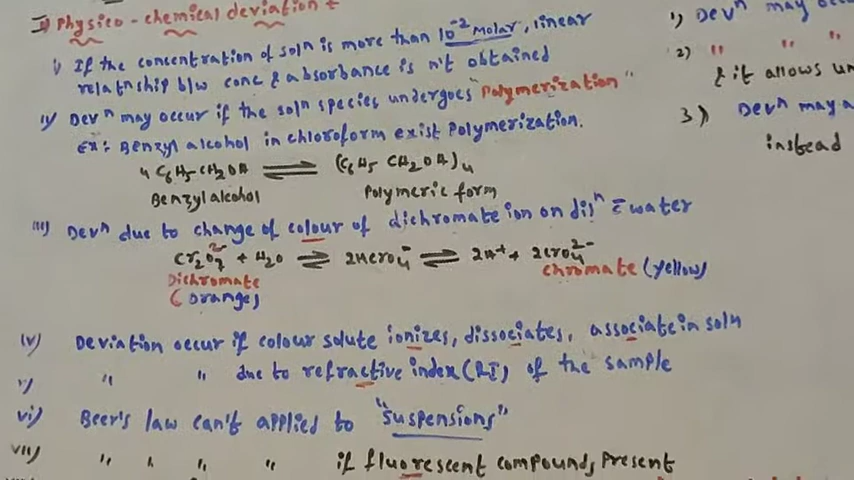 Physico - chemical deviation :
i) If the concentration of solⁿ is more than 10⁻² Molar, linear
relatnship b/w conc & absorbance is n't obtained
ii) Devⁿ may occur if the solⁿ species undergoes "Polymerization"
Ex: Benzyl alcohol in chloroform exist Polymerization.
4 C₆H₅-CH₂OH ⇌ (C₆H₅ CH₂OH)₄
Benzyl alcohol Polymeric form
iii) Devⁿ due to change of colour of dichromate ion on disⁿ c̄ water
Cr₂O₇²⁻ + H₂O ⇌ 2HCrO₄⁻ ⇌ 2H⁺ + 2CrO₄²⁻
Dichromate chromate (yellow)
(orange)
iv) Deviation occur if colour solute ionizes, dissociates, associate in solⁿ
v) " " due to refractive index (RI) of the sample
vi) Beer's law can't applied to "suspensions"
vii) " " " " if fluorescent compounds Present
1) Devⁿ may
2) " " "
& it allows
3) Devⁿ may
instead